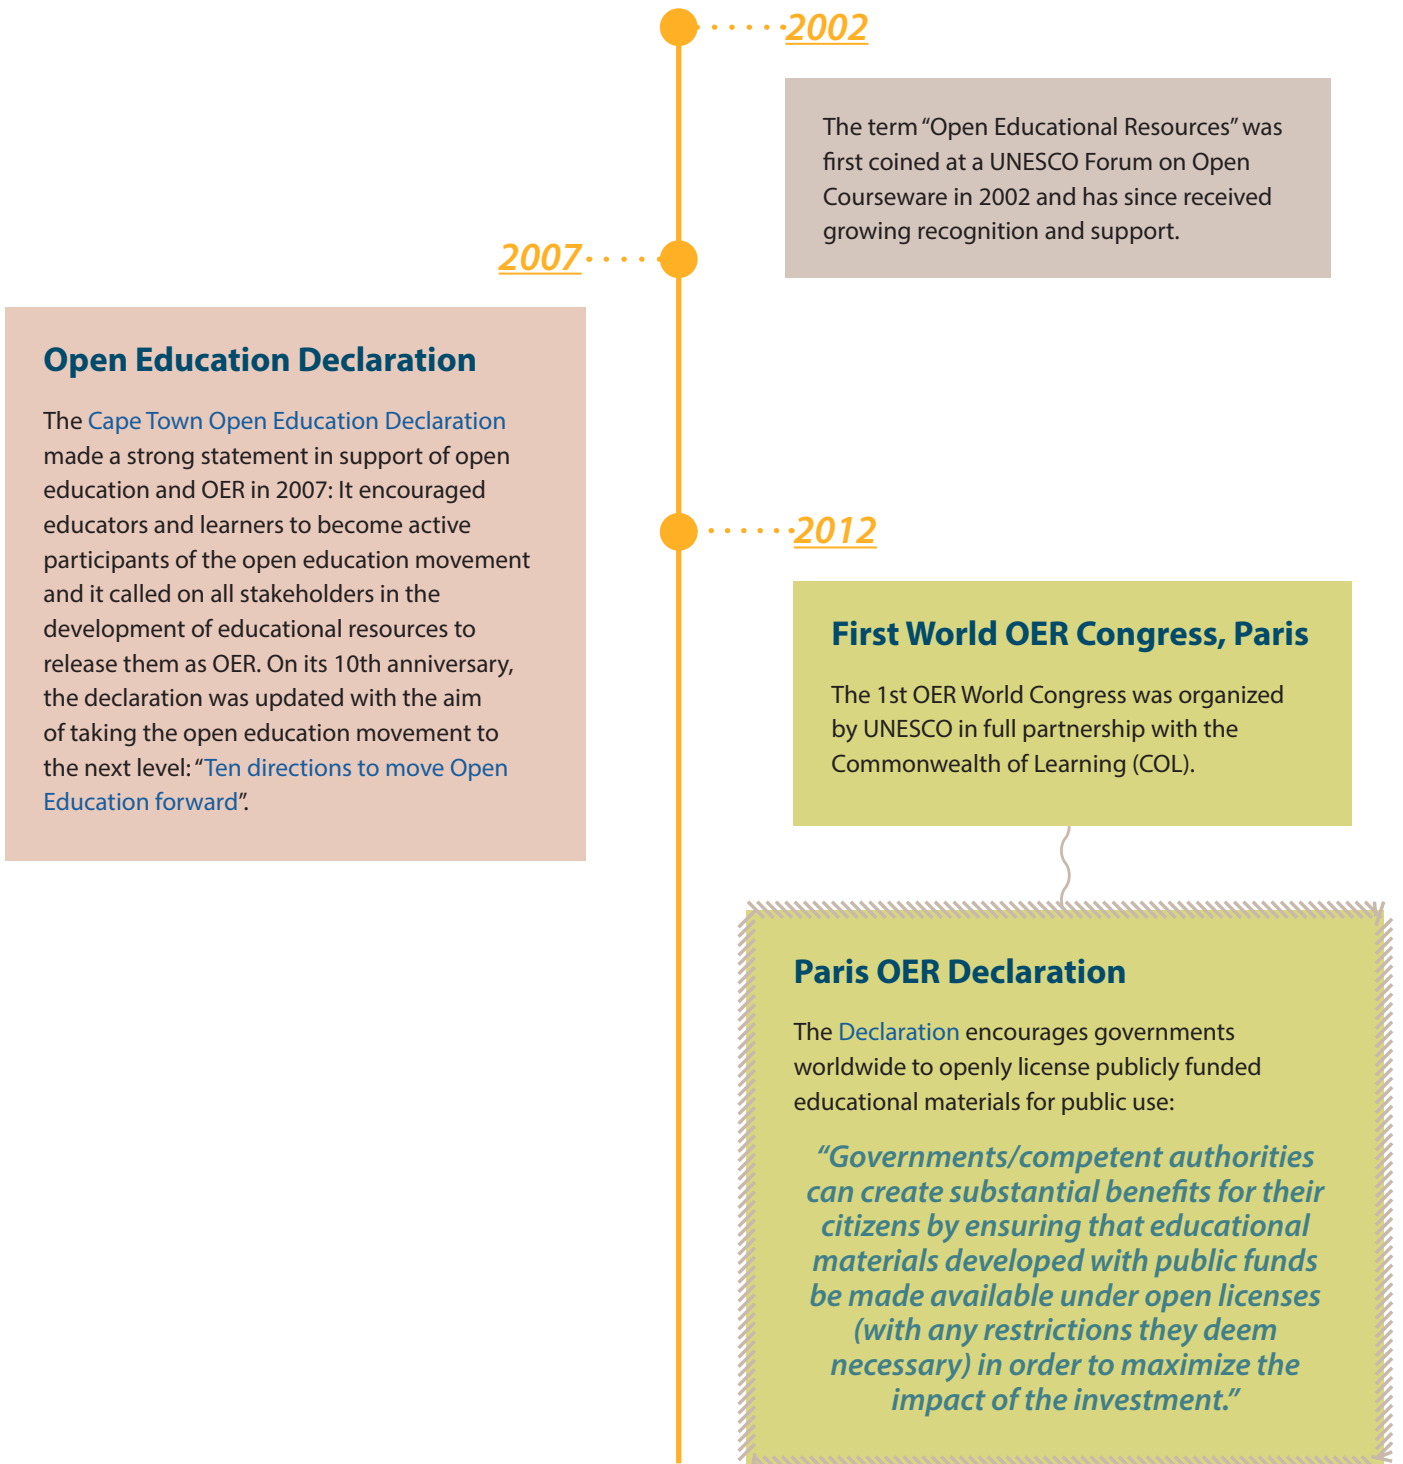 2002
The term “Open Educational Resources” was
first coined at a UNESCO Forum on Open
Courseware in 2002 and has since received
growing recognition and support.
2007
Open Education Declaration
The Cape Town Open Education Declaration
made a strong statement in support of open
education and OER in 2007: It encouraged
educators and learners to become active
participants of the open education movement
and it called on all stakeholders in the
development of educational resources to
release them as OER. On its 10th anniversary,
the declaration was updated with the aim
of taking the open education movement to
the next level: “Ten directions to move Open
Education forward”.
2012
First World OER Congress, Paris
The 1st OER World Congress was organized
by UNESCO in full partnership with the
Commonwealth of Learning (COL).
Paris OER Declaration
The Declaration encourages governments
worldwide to openly license publicly funded
educational materials for public use:
“Governments/competent authorities
can create substantial benefits for their
citizens by ensuring that educational
materials developed with public funds
be made available under open licenses
(with any restrictions they deem
necessary) in order to maximize the
impact of the investment.”